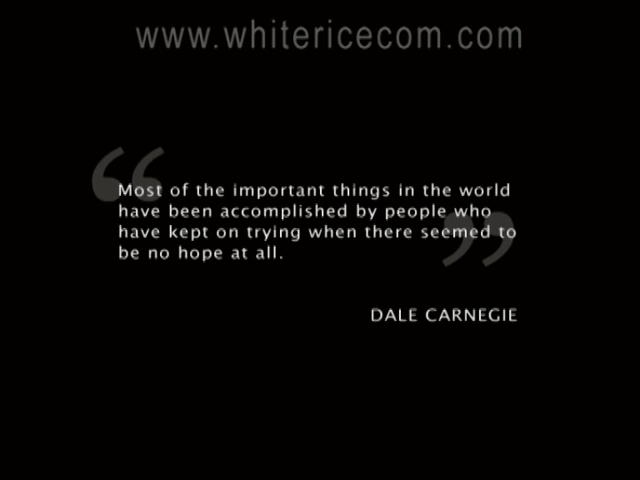 www.whitericecom.com
Most of the important things in the world
have been accomplished by people who
have kept on trying when there seemed to
be no hope at all.
DALE CARNEGIE